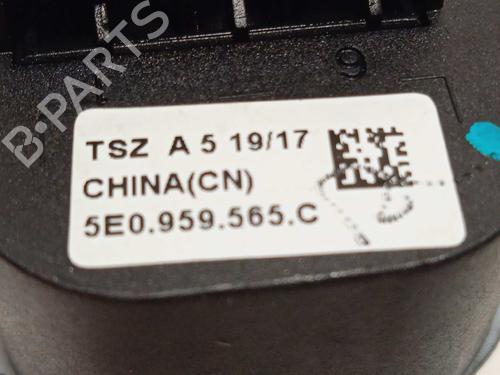 B-PARTS
9
TSZ A 5 19/17
CHINA(CN)
5E0.959.565.C